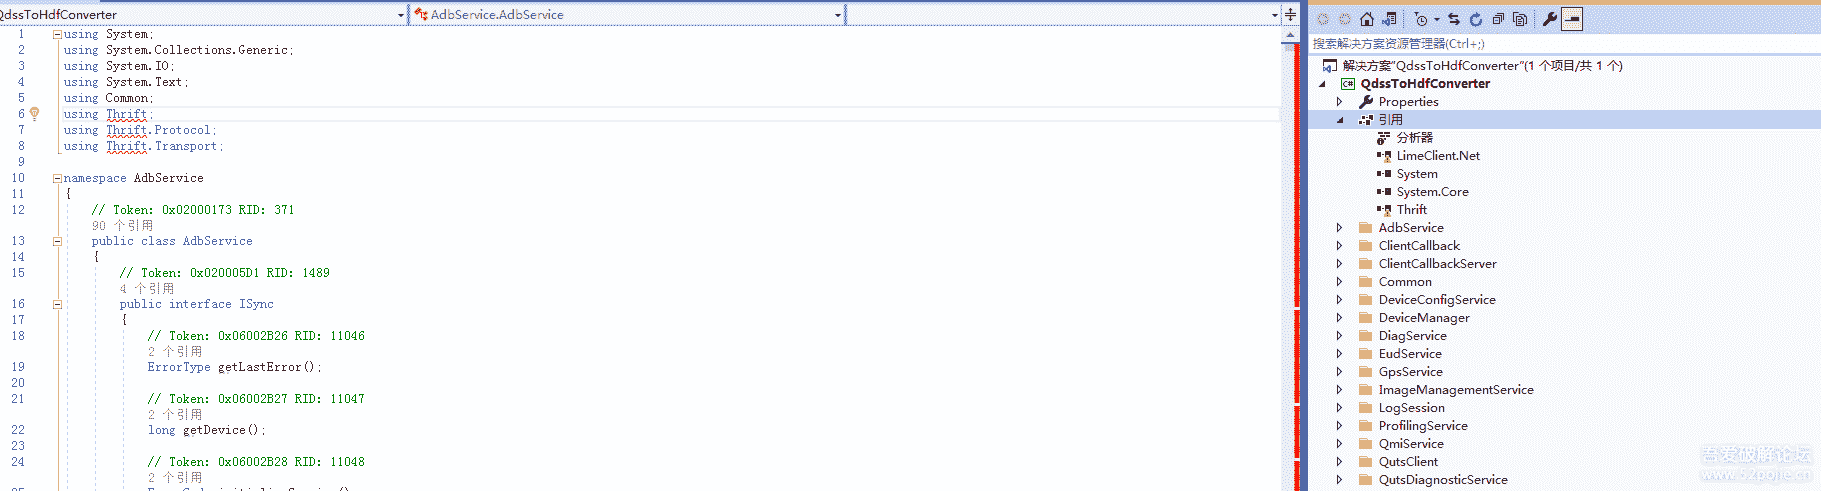 QdssToHdfConverter
AdbService.AdbService
1 using System;
2 using System.Collections.Generic;
3 using System.IO;
4 using System.Text;
5 using Common;
6 using Thrift;
7 using Thrift.Protocol;
8 using Thrift.Transport;
9
10 namespace AdbService
11 {
12 // Token: 0x02000173 RID: 371
90 个引用
13 public class AdbService
14 {
15 // Token: 0x020005D1 RID: 1489
4 个引用
16 public interface ISync
17 {
18 // Token: 0x06002B26 RID: 11046
2 个引用
19 ErrorType getLastError();
20
21 // Token: 0x06002B27 RID: 11047
2 个引用
22 long getDevice();
23
24 // Token: 0x06002B28 RID: 11048
2 个引用
搜索解决方案资源管理器(Ctrl+;)
解决方案"QdssToHdfConverter"(1 个项目/共 1 个)
C# QdssToHdfConverter
Properties
引用
分析器
LimeClient.Net
System
System.Core
Thrift
AdbService
ClientCallback
ClientCallbackServer
Common
DeviceConfigService
DeviceManager
DiagService
EudService
GpsService
ImageManagementService
LogSession
ProfilingService
QmiService
QutsClient
QutsDiagnosticService
吾爱破解论坛
www.52pojie.cn